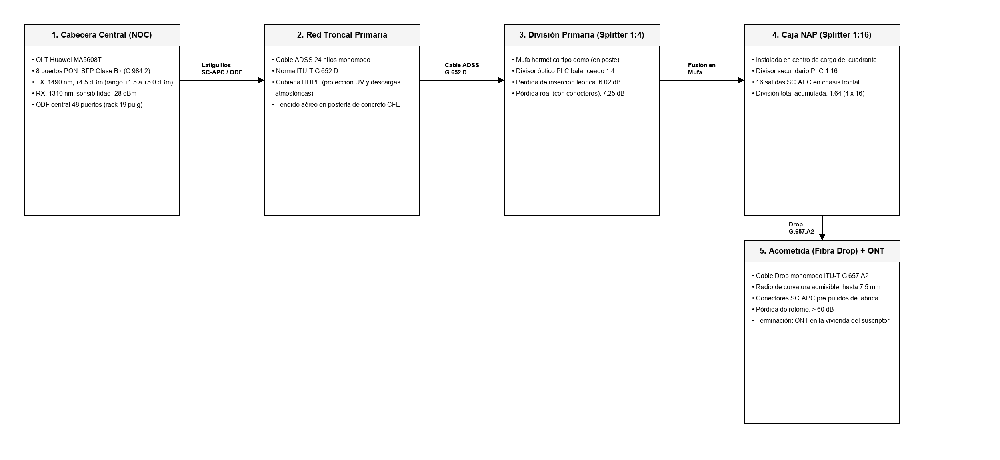 1. Cabecera Central (NOC)
• OLT Huawei MA5608T
• 8 puertos PON, SFP Clase B+ (G.984.2)
• TX: 1490 nm, +4.5 dBm (rango +1.5 a +5.0 dBm)
• RX: 1310 nm, sensibilidad -28 dBm
• ODF central 48 puertos (rack 19 pulg)
Latiguillos
SC-APC / ODF
2. Red Troncal Primaria
• Cable ADSS 24 hilos monomodo
• Norma ITU-T G.652.D
• Cubierta HDPE (protección UV y descargas
atmosféricas)
• Tendido aéreo en postería de concreto CFE
Cable ADSS
G.652.D
3. División Primaria (Splitter 1:4)
• Mufa hermética tipo domo (en poste)
• Divisor óptico PLC balanceado 1:4
• Pérdida de inserción teórica: 6.02 dB
• Pérdida real (con conectores): 7.25 dB
Fusión en
Mufa
4. Caja NAP (Splitter 1:16)
• Instalada en centro de carga del cuadrante
• Divisor secundario PLC 1:16
• 16 salidas SC-APC en chasis frontal
• División total acumulada: 1:64 (4 x 16)
Drop
G.657.A2
5. Acometida (Fibra Drop) + ONT
• Cable Drop monomodo ITU-T G.657.A2
• Radio de curvatura admisible: hasta 7.5 mm
• Conectores SC-APC pre-pulidos de fábrica
• Pérdida de retorno: > 60 dB
• Terminación: ONT en la vivienda del suscriptor